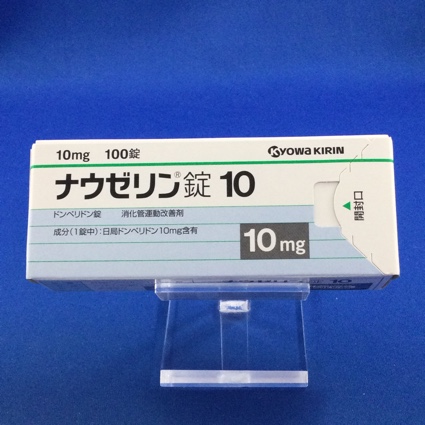 10mg 100錠
Kyowa KIRIN
ナウゼリン®錠 10
ドンペリドン錠 消化管運動改善剤
成分(1錠中):日局ドンペリドン10mg含有
10 mg
開封口